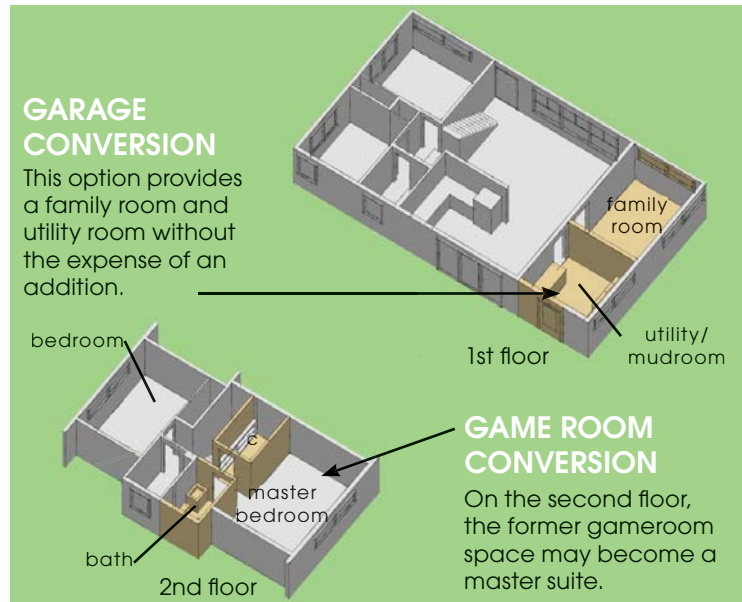 GARAGE
CONVERSION
This option provides
a family room and
utility room without
the expense of an
addition.
family
room
utility/
mudroom
1st floor
bedroom
c
master
bedroom
bath
2nd floor
GAME ROOM
CONVERSION
On the second floor,
the former gameroom
space may become a
master suite.